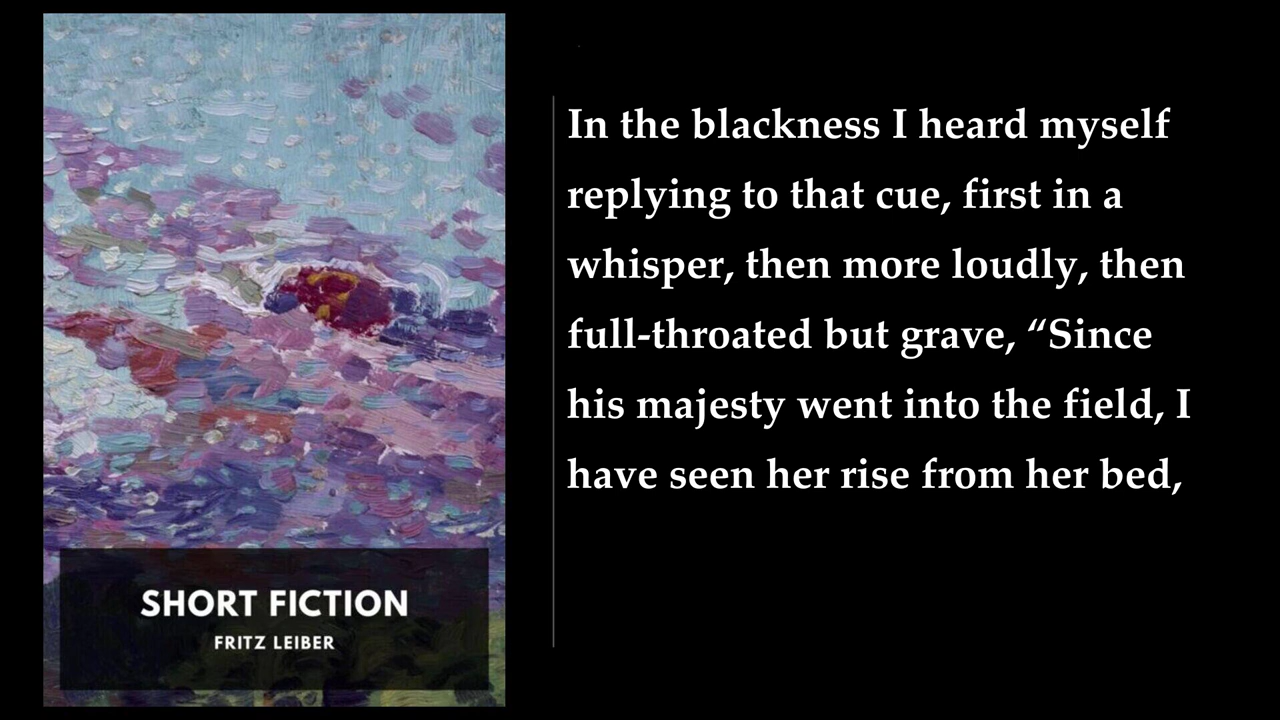 In the blackness I heard myself
replying to that cue, first in a
whisper, then more loudly, then
full-throated but grave, “Since
his majesty went into the field, I
have seen her rise from her bed,
SHORT FICTION
FRITZ LEIBER